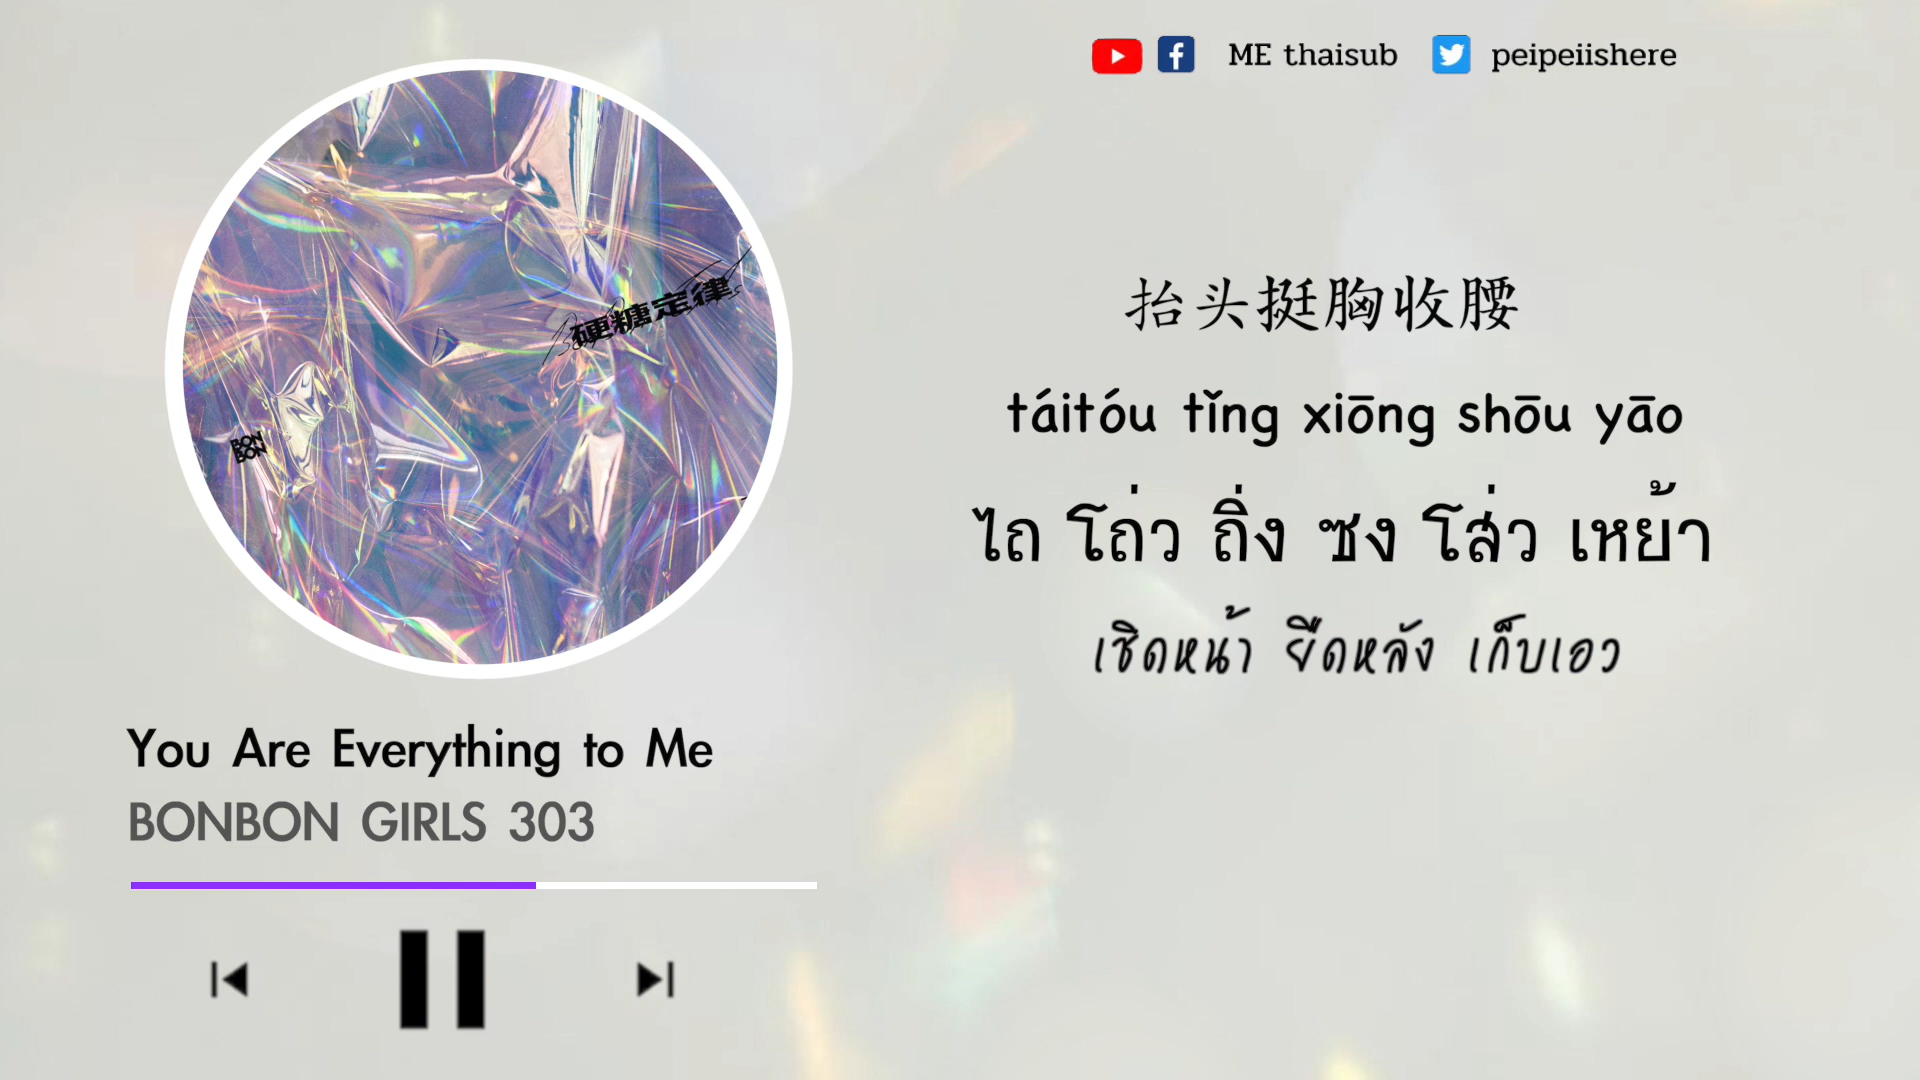 ME thaisub peipeiishere
硬糖定律
BON
BON
抬头挺胸收腰
táitóu tǐng xiōng shōu yāo
ไถ โถ่ว ถิ่ง ซง โส่ว เหย้า
เชิดหน้า ยืดหลัง เก็บเอว
You Are Everything to Me
BONBON GIRLS 303